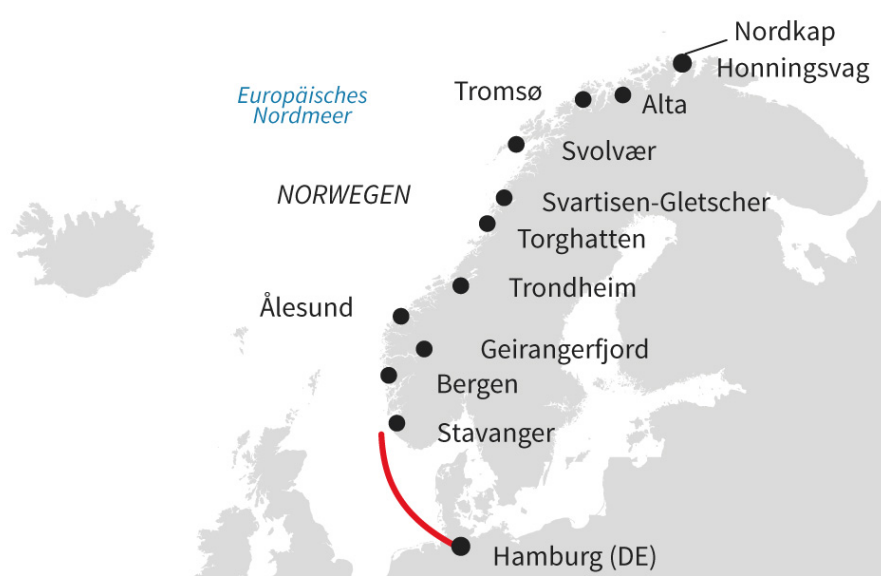 Nordkap
Honningsvag
Europäisches
Nordmeer
Tromsø
Alta
Svolvær
NORWEGEN
Svartisen-Gletscher
Torghatten
Trondheim
Ålesund
Geirangerfjord
Bergen
Stavanger
Hamburg (DE)